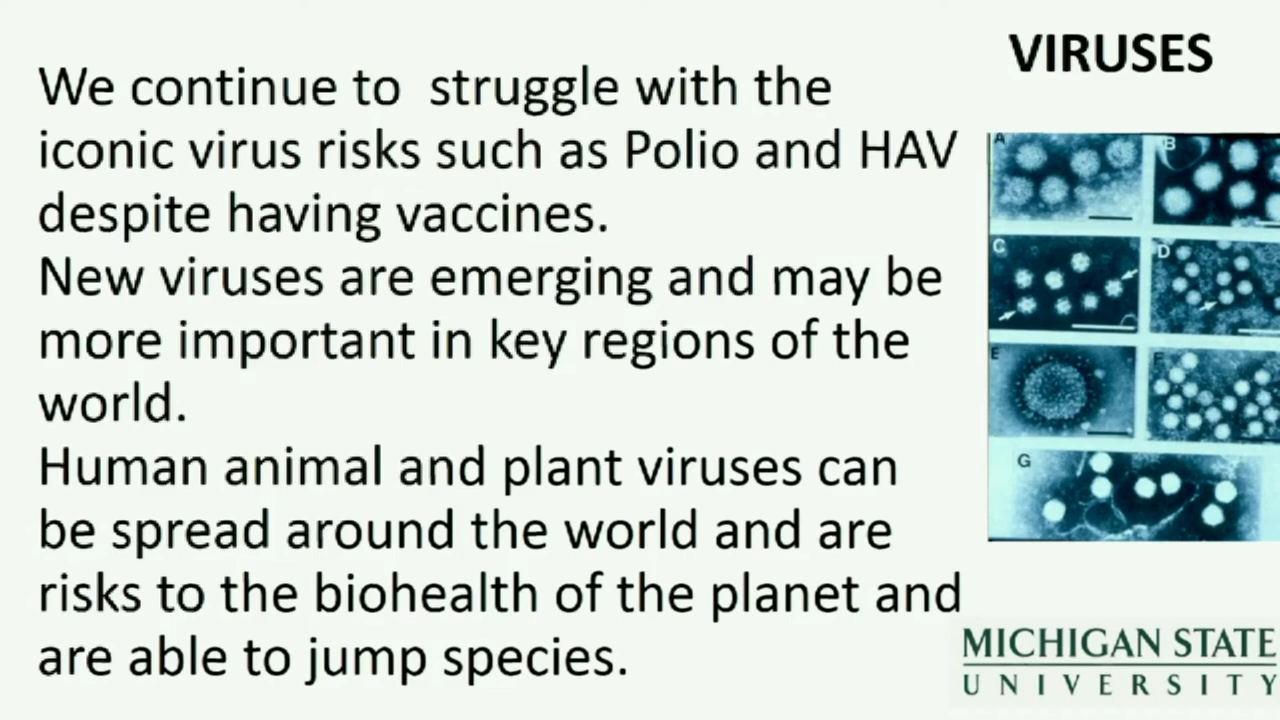 VIRUSES
We continue to  struggle with the
iconic virus risks such as Polio and HAV
despite having vaccines.
New viruses are emerging and may be
more important in key regions of the
world.
Human animal and plant viruses can
be spread around the world and are
risks to the biohealth of the planet and
are able to jump species.
A
B
C
D
E
F
G
MICHIGAN STATE
UNIVERSITY